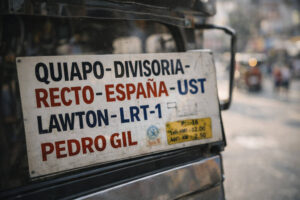 QUIAPO-DIVISORIA-
RECTO-ESPAÑA-UST
LAWTON-LRT-1
PEDRO GIL